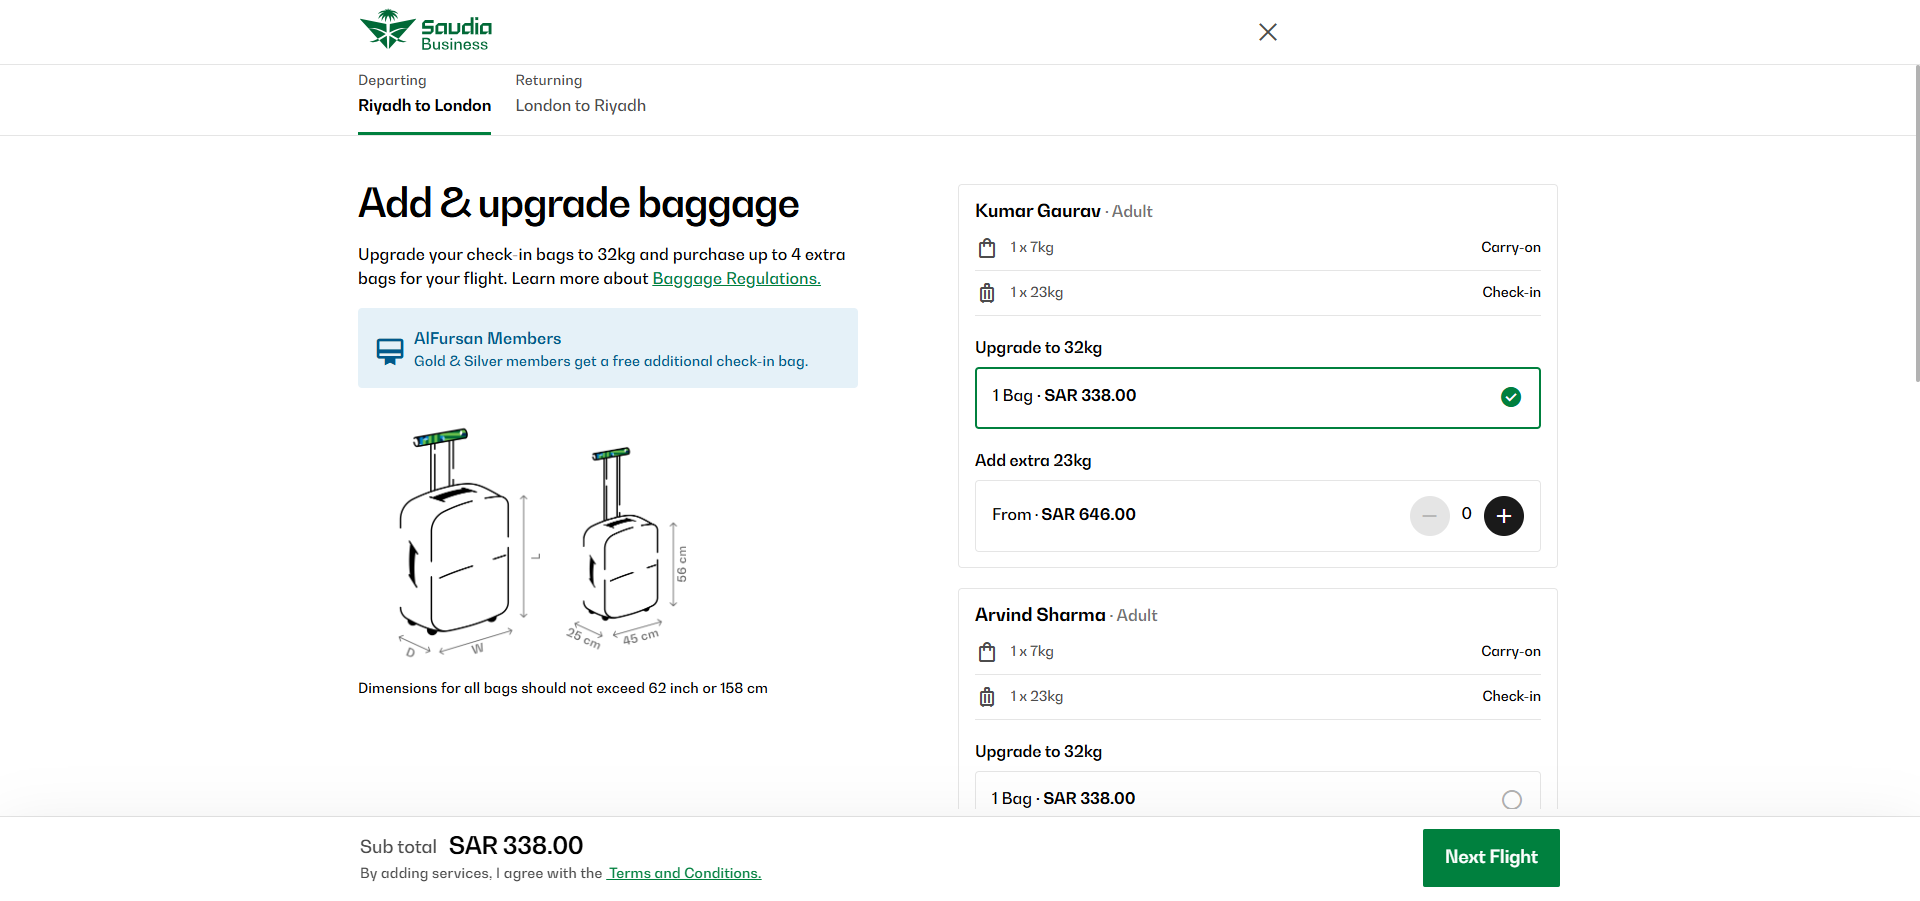 Saudia
Business
Departing
Riyadh to London
Returning
London to Riyadh
Add & upgrade baggage
Upgrade your check-in bags to 32kg and purchase up to 4 extra
bags for your flight. Learn more about Baggage Regulations.
AlFursan Members
Gold & Silver members get a free additional check-in bag.
L
D
W
56 cm
25 cm
45 cm
Dimensions for all bags should not exceed 62 inch or 158 cm
Kumar Gaurav · Adult
1 x 7kg Carry-on
1 x 23kg Check-in
Upgrade to 32kg
1 Bag · SAR 338.00
Add extra 23kg
From · SAR 646.00 0
Arvind Sharma · Adult
1 x 7kg Carry-on
1 x 23kg Check-in
Upgrade to 32kg
1 Bag · SAR 338.00
Sub total SAR 338.00
By adding services, I agree with the Terms and Conditions.
Next Flight